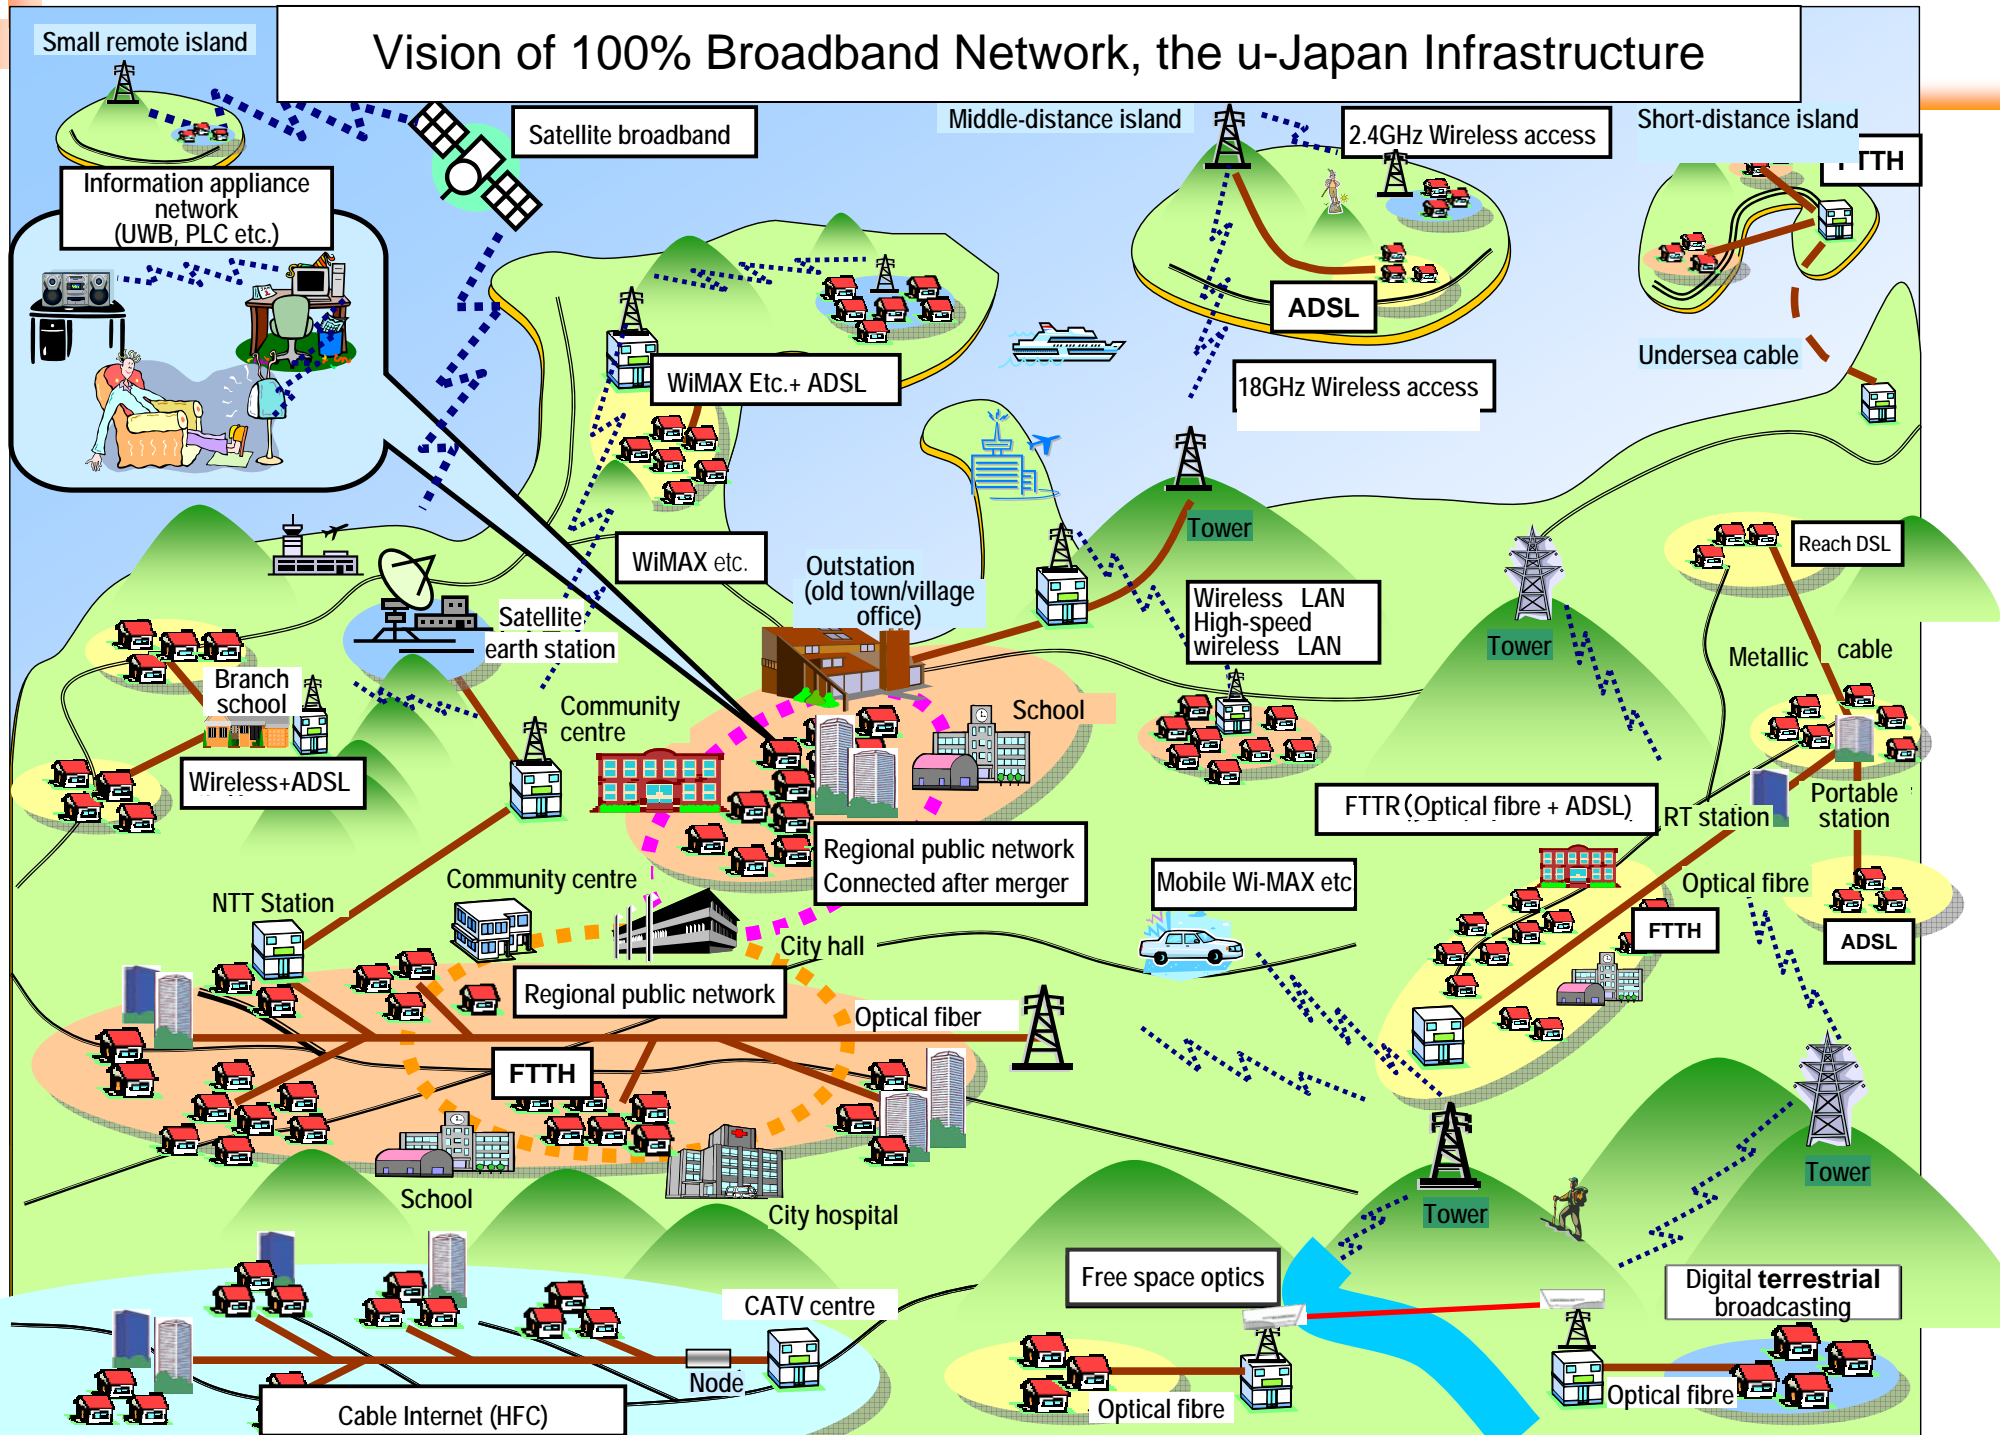 Vision of 100% Broadband Network, the u-Japan Infrastructure
Small remote island
Satellite broadband
Middle-distance island
2.4GHz Wireless access
Short-distance island
FTTH
Information appliance
network
(UWB, PLC etc.)
ADSL
Undersea cable
WiMAX Etc.+ ADSL
18GHz Wireless access
Tower
WiMAX etc.
Outstation
(old town/village
office)
Reach DSL
Satellite
earth station
Wireless LAN
High-speed
wireless LAN
Tower
Metallic cable
Branch
school
Community
centre
School
Wireless+ADSL
FTTR (Optical fibre + ADSL)
RT station
Portable
station
Regional public network
Connected after merger
Community centre
Mobile Wi-MAX etc
Optical fibre
NTT Station
City hall
FTTH
ADSL
Regional public network
Optical fiber
FTTH
School
City hospital
Tower
Tower
Free space optics
Digital terrestrial
broadcasting
CATV centre
Node
Cable Internet (HFC)
Optical fibre
Optical fibre